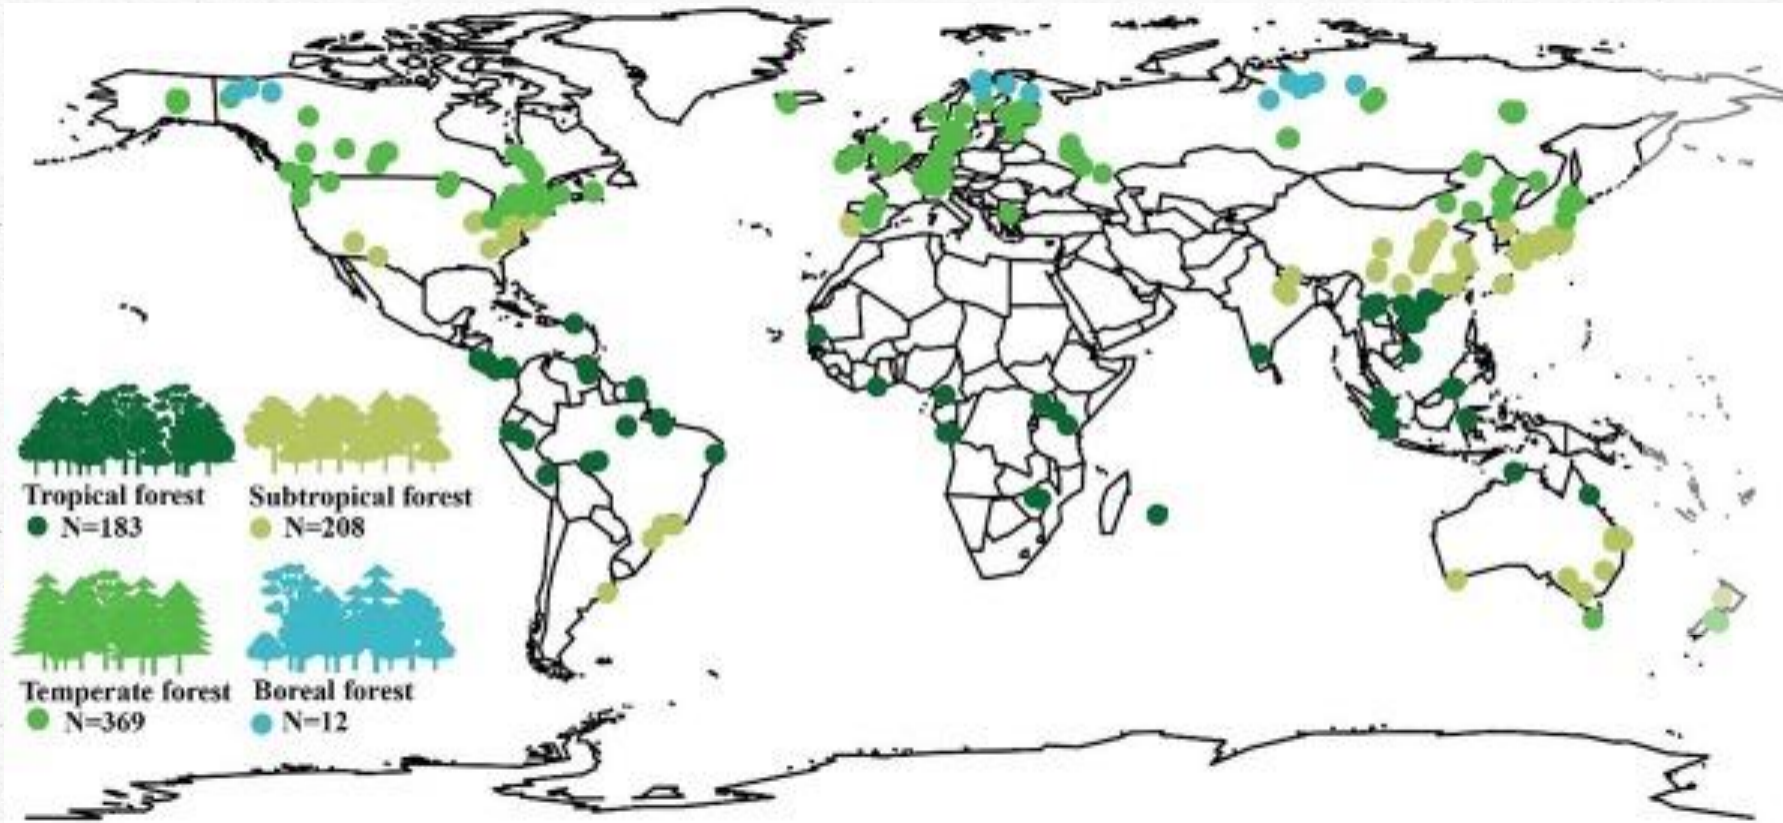 Tropical forest
N=183
Subtropical forest
N=208
Temperate forest
N=369
Boreal forest
N=12